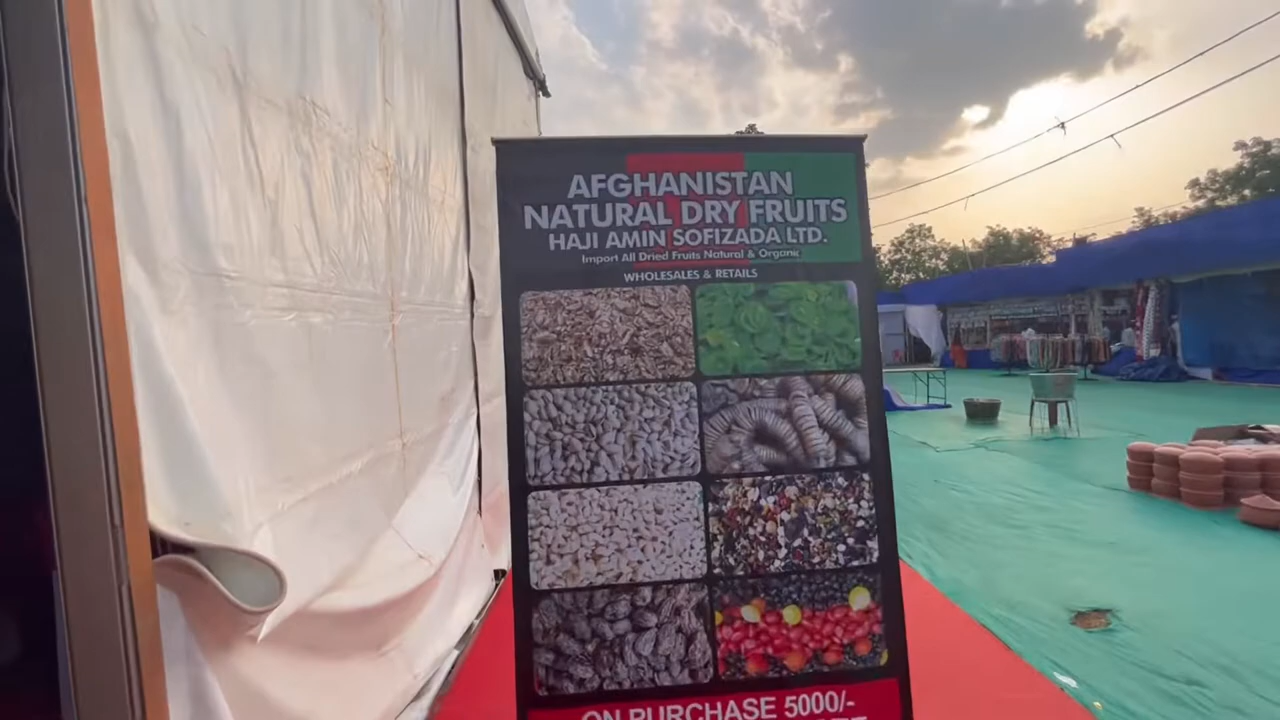 AFGHANISTAN
NATURAL DRY FRUITS
HAJI AMIN SOFIZADA LTD.
Import All Dried Fruits Natural & Organic
WHOLESALES & RETAILS
ON PURCHASE 5000/-